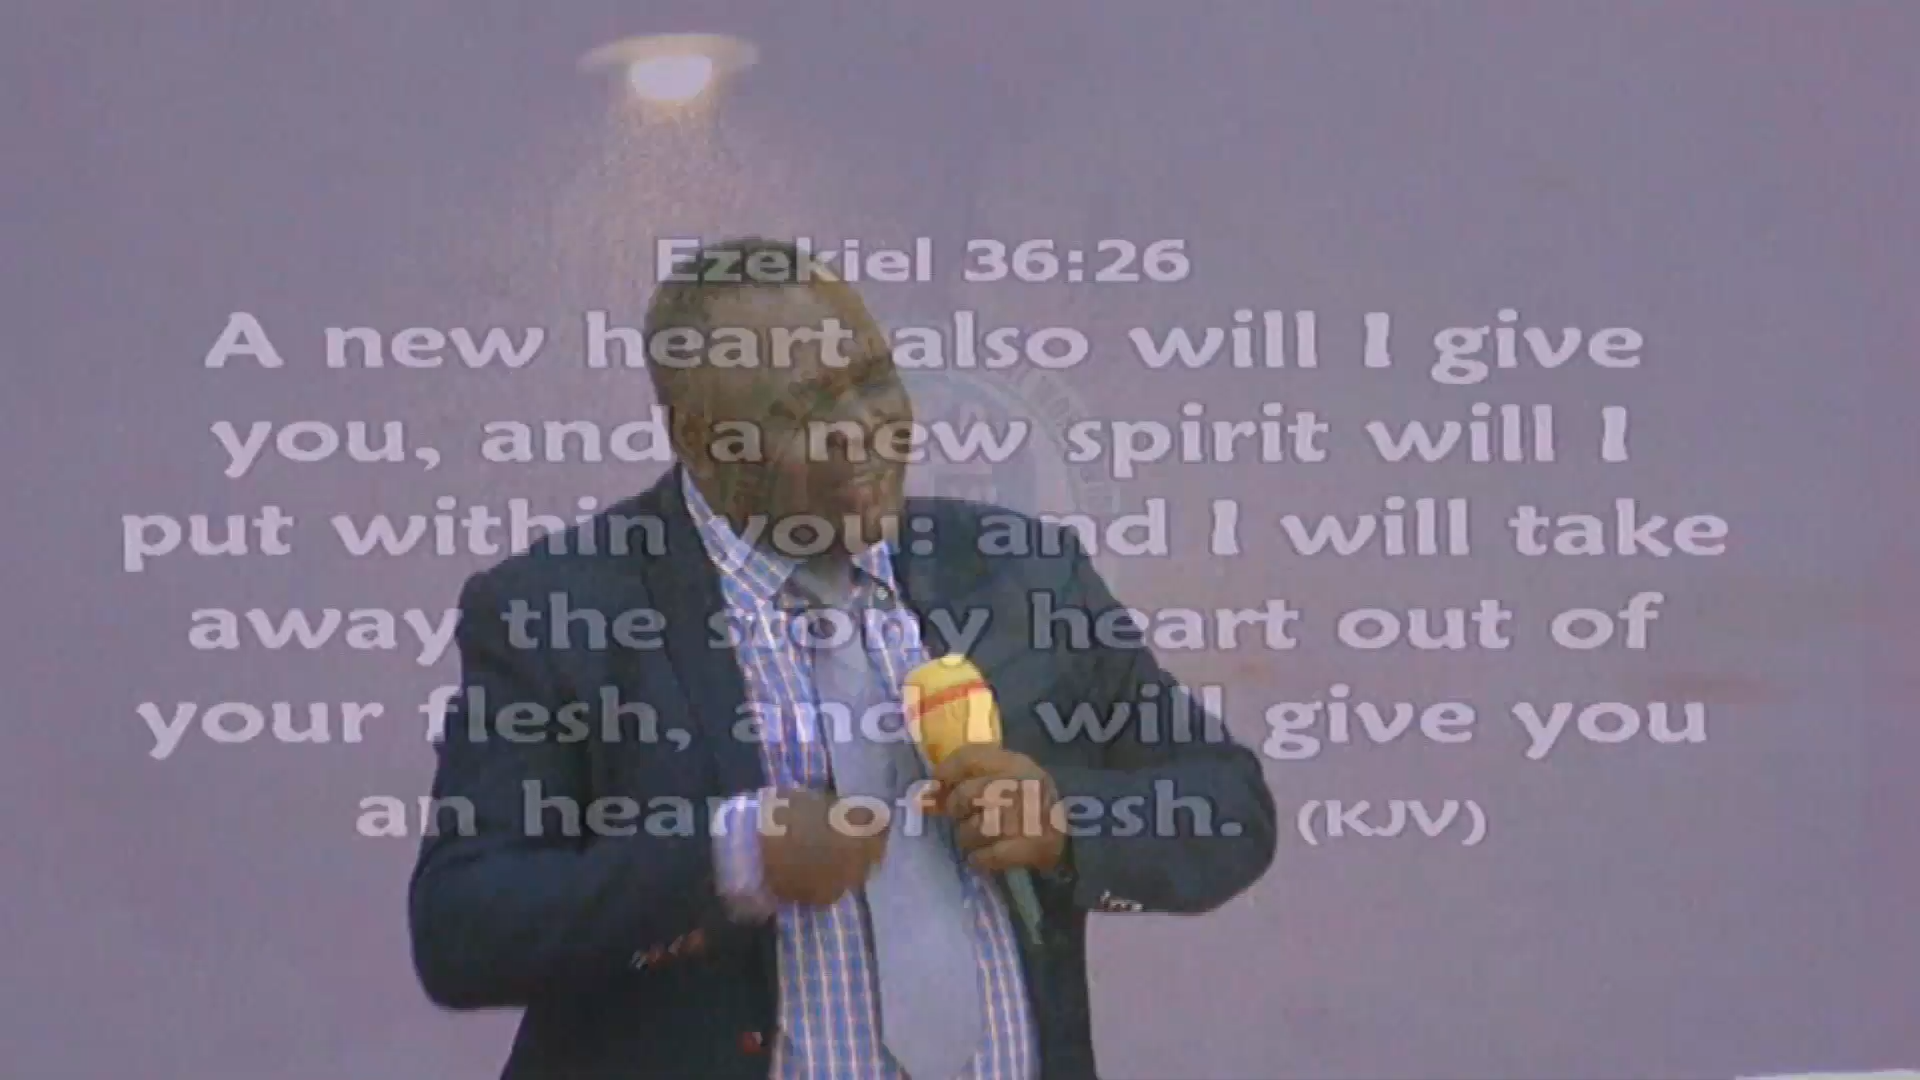 Ezekiel 36:26
A new heart also will I give
you, and a new spirit will I
put within you: and I will take
away the stony heart out of
your flesh, and I will give you
an heart of flesh. (KJV)